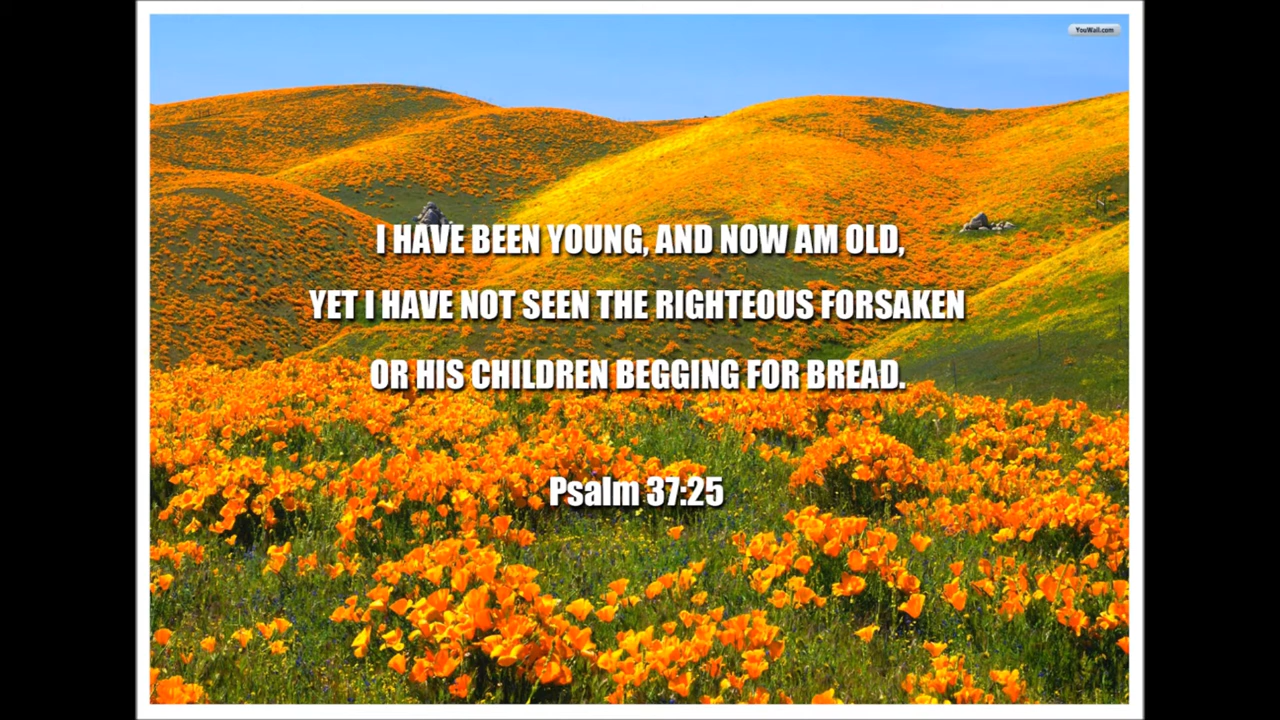 YouWall.com
I HAVE BEEN YOUNG, AND NOW AM OLD,
YET I HAVE NOT SEEN THE RIGHTEOUS FORSAKEN
OR HIS CHILDREN BEGGING FOR BREAD.
Psalm 37:25